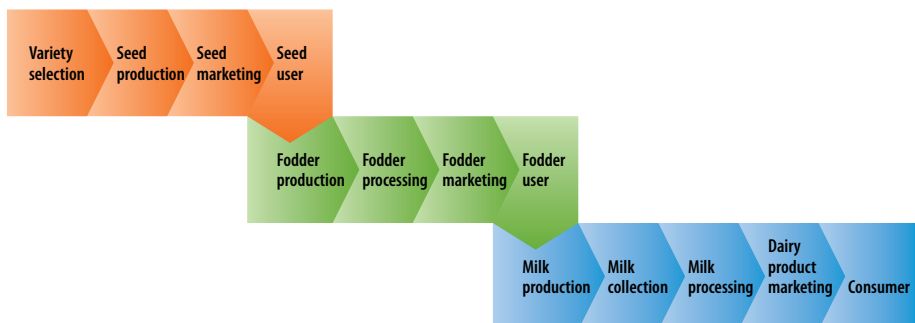 Variety
selection
Seed
production
Seed
marketing
Seed
user
Fodder
production
Fodder
processing
Fodder
marketing
Fodder
user
Milk
production
Milk
collection
Milk
processing
Dairy
product
marketing
Consumer